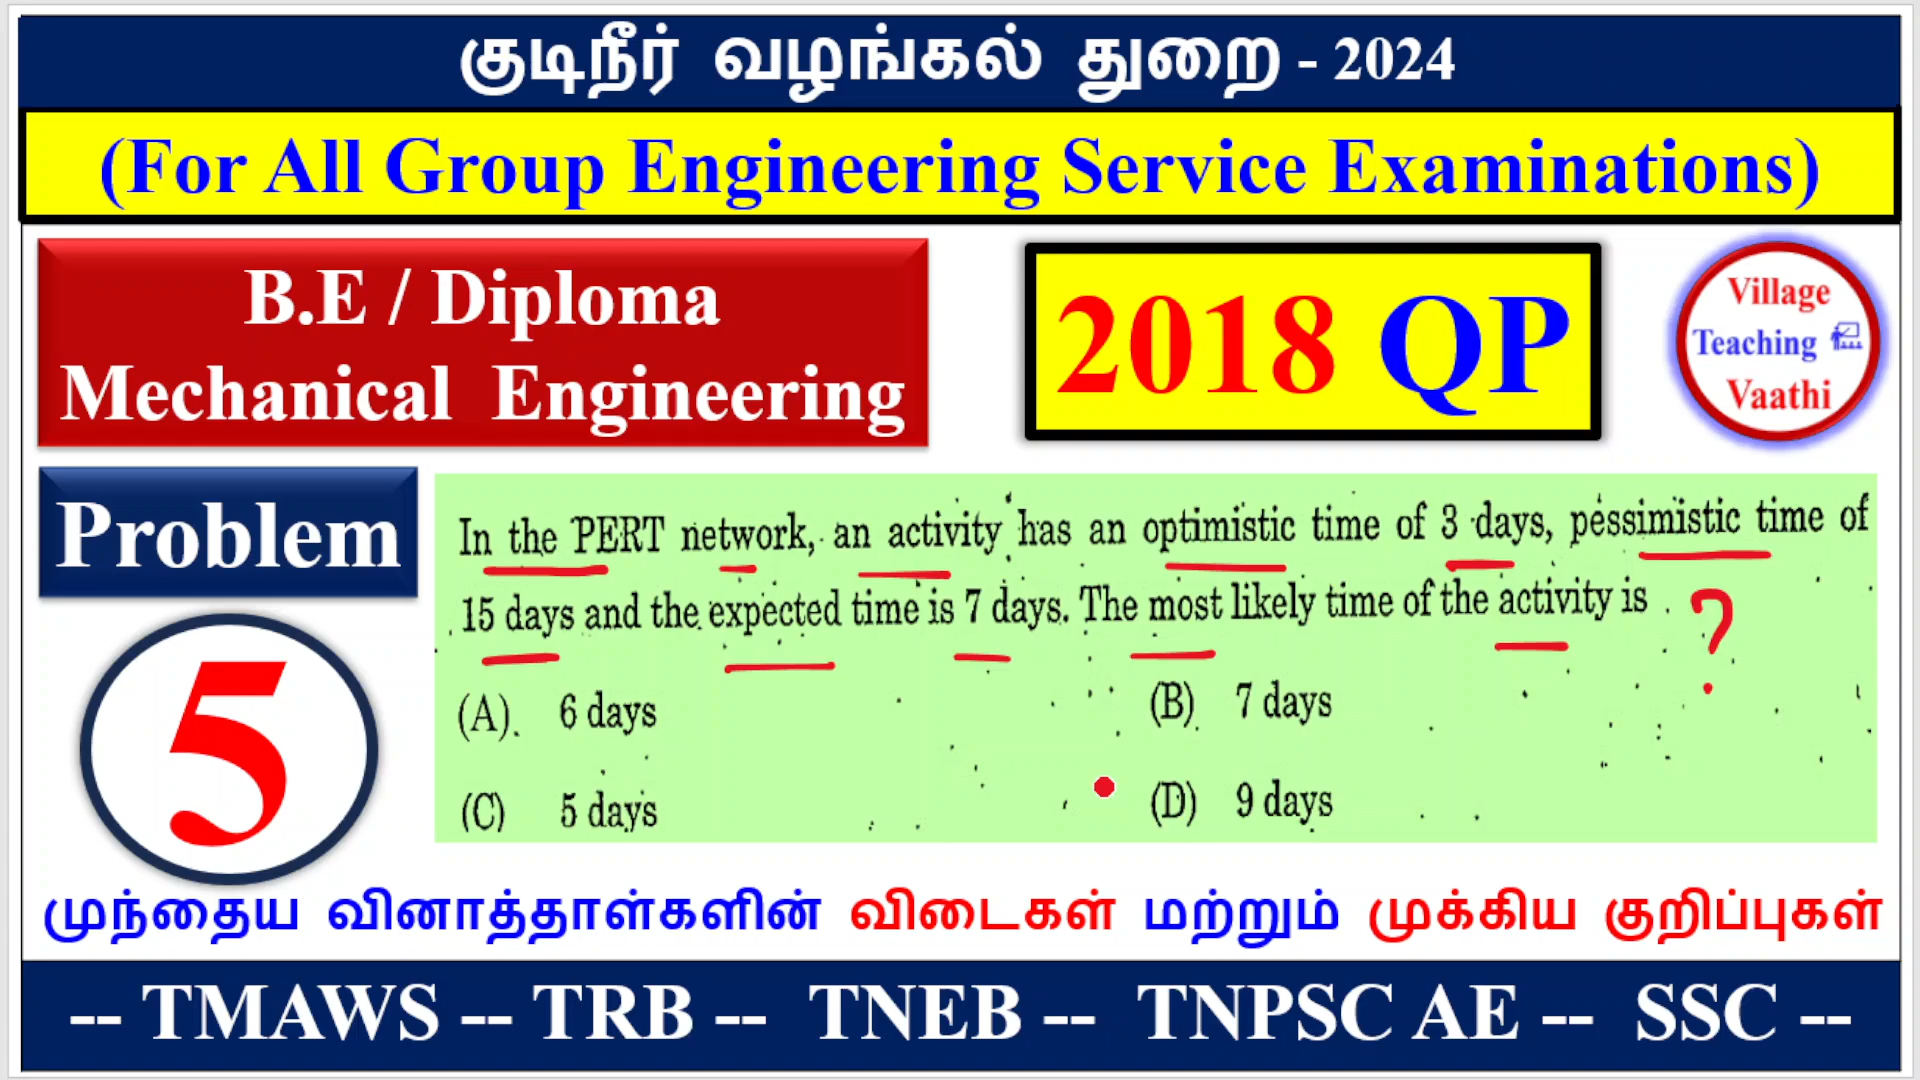 குடிநீர் வழங்கல் துறை - 2024
(For All Group Engineering Service Examinations)
B.E / Diploma
Mechanical Engineering
2018 QP
Village
Teaching
Vaathi
Problem
5
In the PERT network, an activity has an optimistic time of 3 days, pessimistic time of
15 days and the expected time is 7 days. The most likely time of the activity is ?
(A) 6 days
(B) 7 days
(C) 5 days
(D) 9 days
முந்தைய வினாத்தாள்களின் விடைகள் மற்றும் முக்கிய குறிப்புகள்
-- TMAWS -- TRB -- TNEB -- TNPSC AE -- SSC --